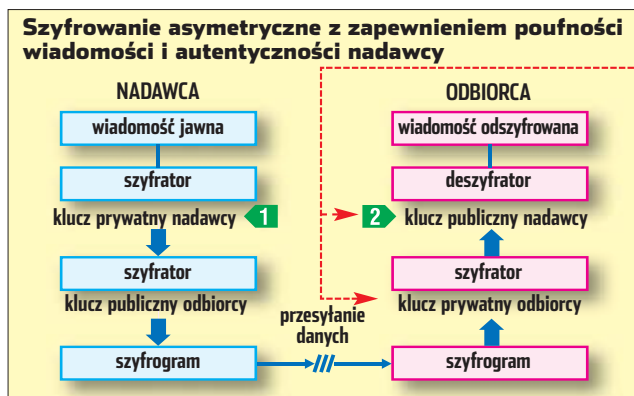 Szyfrowanie asymetryczne z zapewnieniem poufności
wiadomości i autentyczności nadawcy
NADAWCA
wiadomość jawna
szyfrator
klucz prywatny nadawcy 1
szyfrator
klucz publiczny odbiorcy
szyfrogram
przesyłanie
danych
ODBIORCA
wiadomość odszyfrowana
deszyfrator
2 klucz publiczny nadawcy
szyfrator
klucz prywatny odbiorcy
szyfrogram